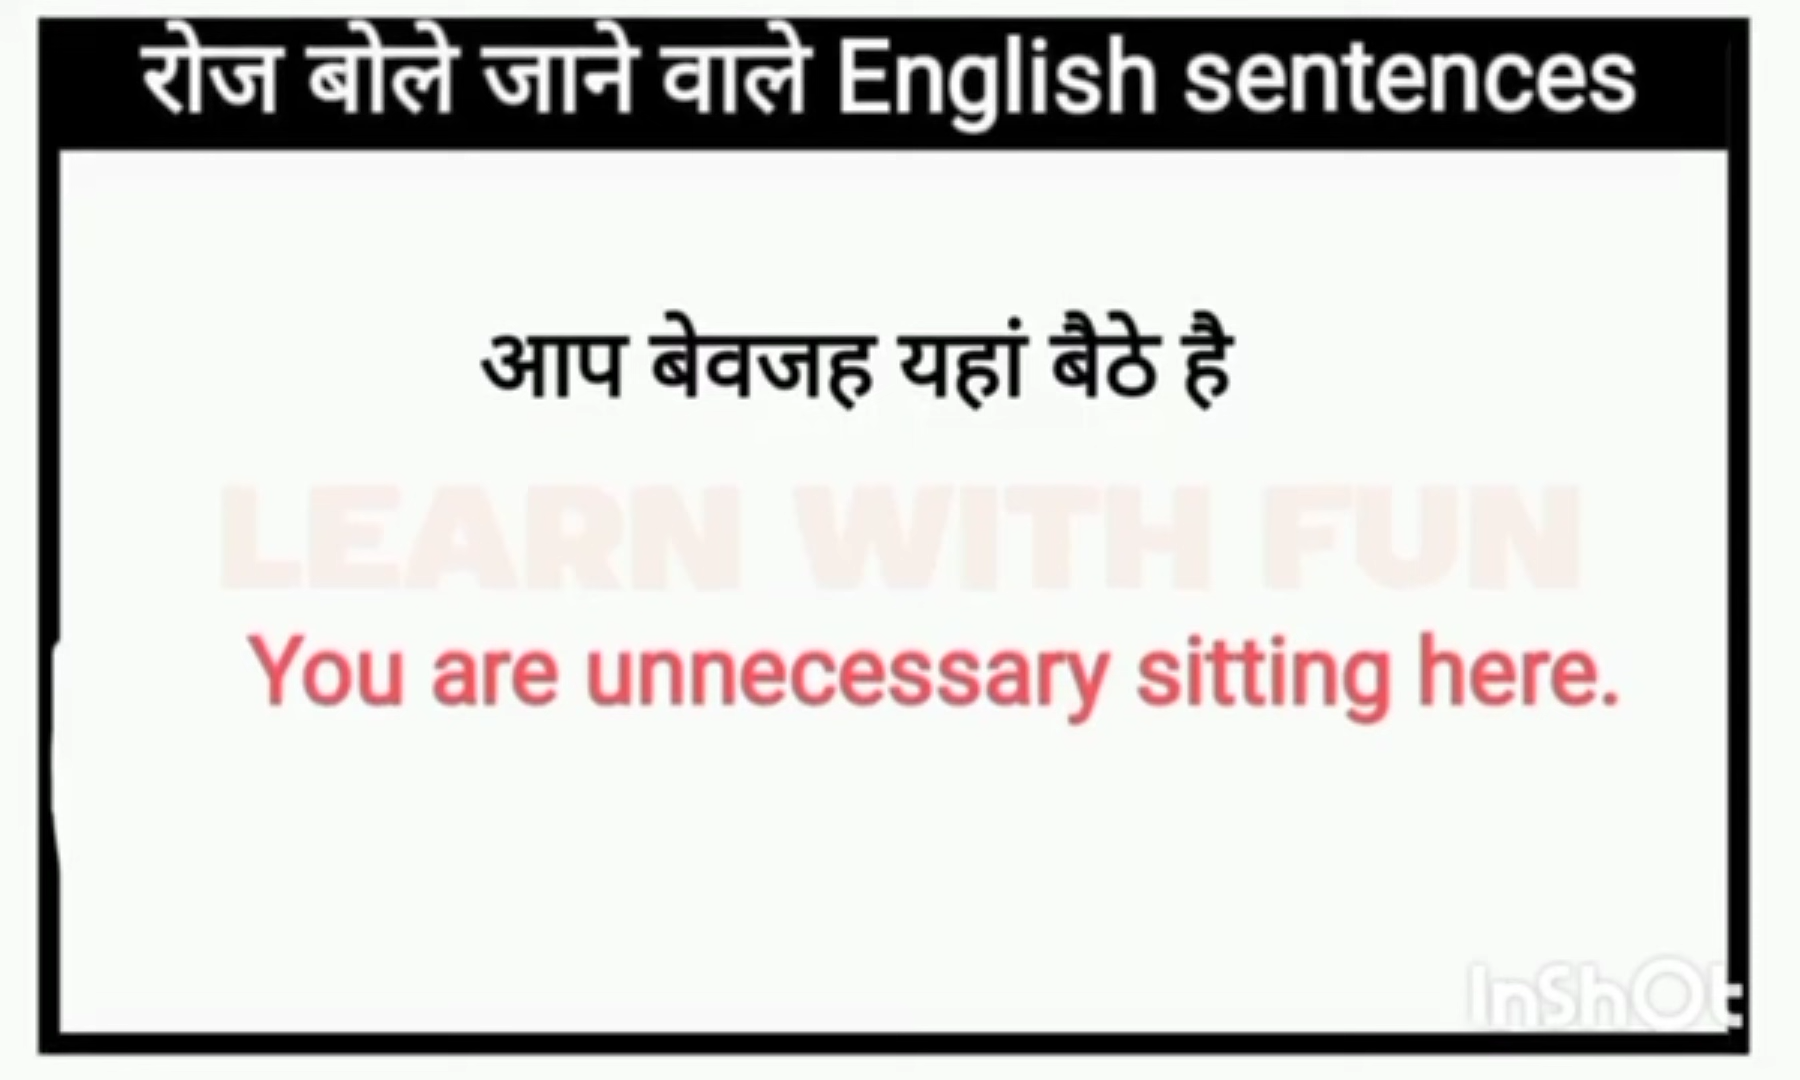 रोज बोले जाने वाले English sentences
आप बेवजह यहां बैठे है
LEARN WITH FUN
You are unnecessary sitting here.
InShOt